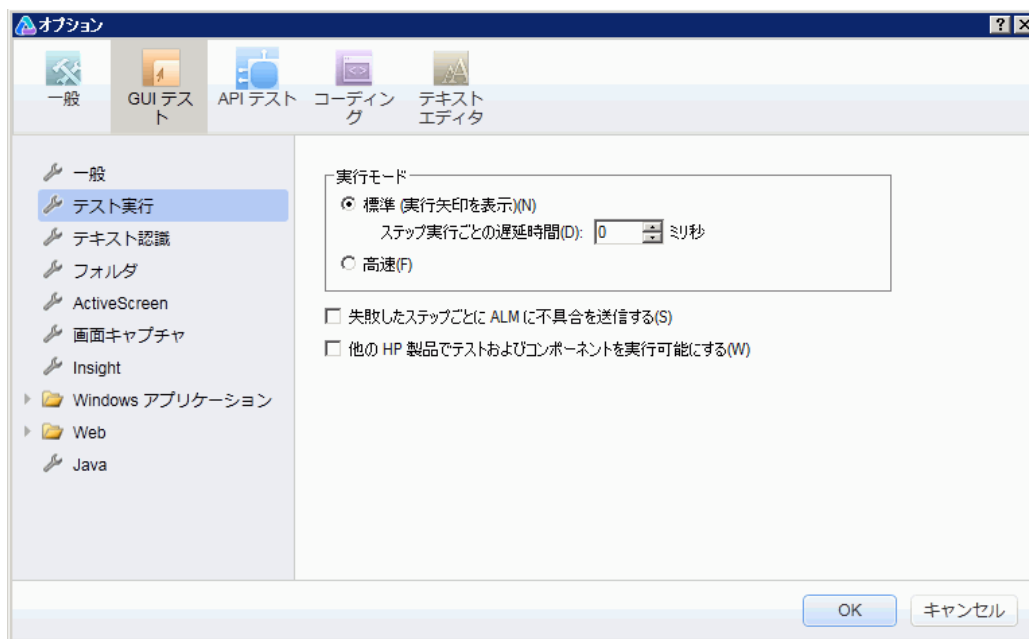 オプション
一般
GUI テス
ト
API テスト
コーディン
グ
テキスト
エディタ
一般
テスト実行
テキスト認識
フォルダ
ActiveScreen
画面キャプチャ
Insight
Windows アプリケーション
Web
Java
実行モード
標準 (実行矢印を表示)(N)
ステップ実行ごとの遅延時間(D): 0 ミリ秒
高速(F)
失敗したステップごとに ALM に不具合を送信する(S)
他の HP 製品でテストおよびコンポーネントを実行可能にする(W)
OK
キャンセル